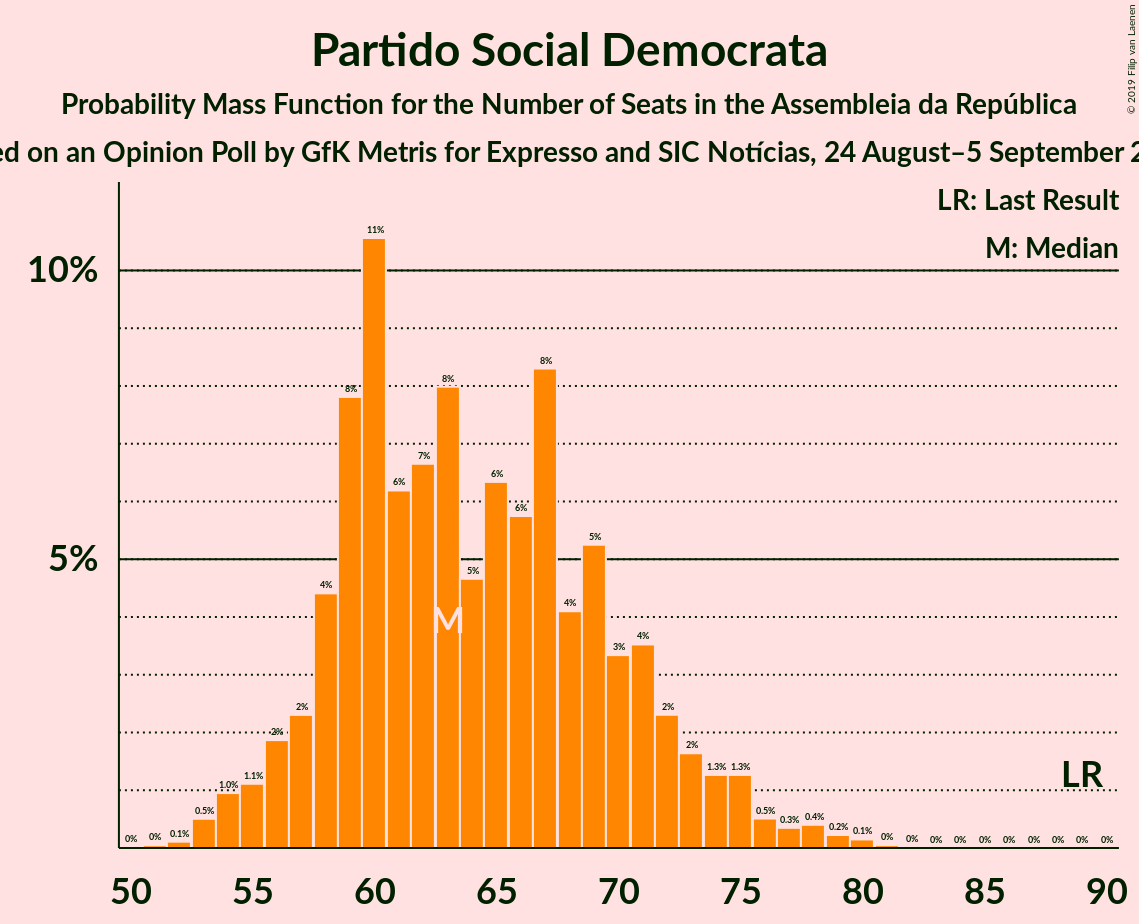 Partido Social Democrata
Probability Mass Function for the Number of Seats in the Assembleia da República
on an Opinion Poll by GfK Metris for Expresso and SIC Notícias, 24 August–5 September
© 2019 Filip van Laenen
LR: Last Result
M: Median
10%
5%
0% 0% 0.1% 0.5% 1.0% 1.1% 2% 2% 4% 8% 11% 6% 7% 8% 5% 6% 6% 8% 4% 5% 3% 4% 2% 2% 1.3% 1.3% 0.5% 0.3% 0.4% 0.2% 0.1% 0% 0% 0% 0% 0% 0% 0% 0% 0% 0%
M
LR
50 55 60 65 70 75 80 85 90